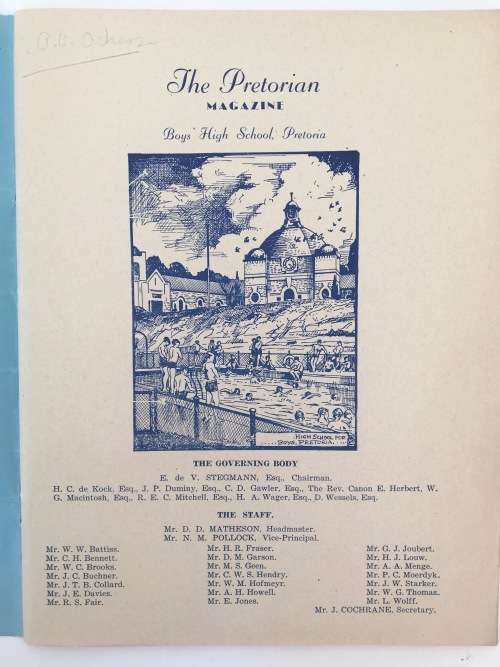 The Pretorian
MAGAZINE
Boys' High School, Pretoria
HIGH SCHOOL FOR
BOYS, PRETORIA.
THE GOVERNING BODY
E. de V. STEGMANN, Esq., Chairman.
H. C. de Kock, Esq., J. P. Duminy, Esq., C. D. Gawler, Esq., The Rev. Canon E. Herbert, W.
G. Macintosh, Esq., R. E. C. Mitchell, Esq., H. A. Wager, Esq., D. Wessels, Esq.
THE STAFF.
Mr. D. D. MATHESON, Headmaster.
Mr. N. M. POLLOCK, Vice-Principal.
Mr. W. W. Battiss.
Mr. C. H. Bennett.
Mr. W. C. Brooks.
Mr. J. C. Buchner.
Mr. J. T. B. Collard.
Mr. J. E. Davies.
Mr. R. S. Fair.
Mr. H. R. Fraser.
Mr. D. M. Garson.
Mr. M. S. Geen.
Mr. C. W. S. Hendry.
Mr. W. M. Hofmeyr.
Mr. A. H. Howell.
Mr. E. Jones.
Mr. G. J. Joubert.
Mr. H. J. Louw.
Mr. A. A. Menge.
Mr. P. C. Moerdyk.
Mr. J. W. Starker.
Mr. W. G. Thomas.
Mr. L. Wolff.
Mr. J. COCHRANE, Secretary.